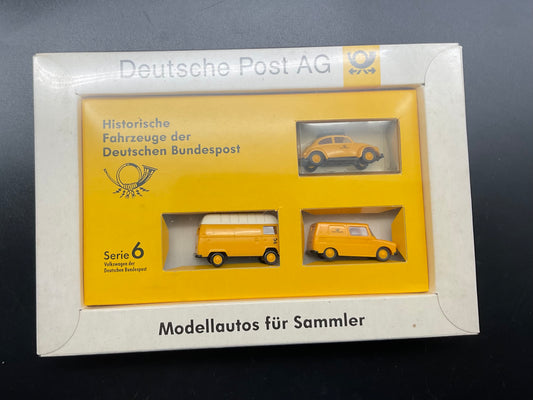 Deutsche Post AG
Historische
Fahrzeuge der
Deutschen Bundespost
Serie 6
Volkswagen der
Deutschen Bundespost
Modellautos für Sammler